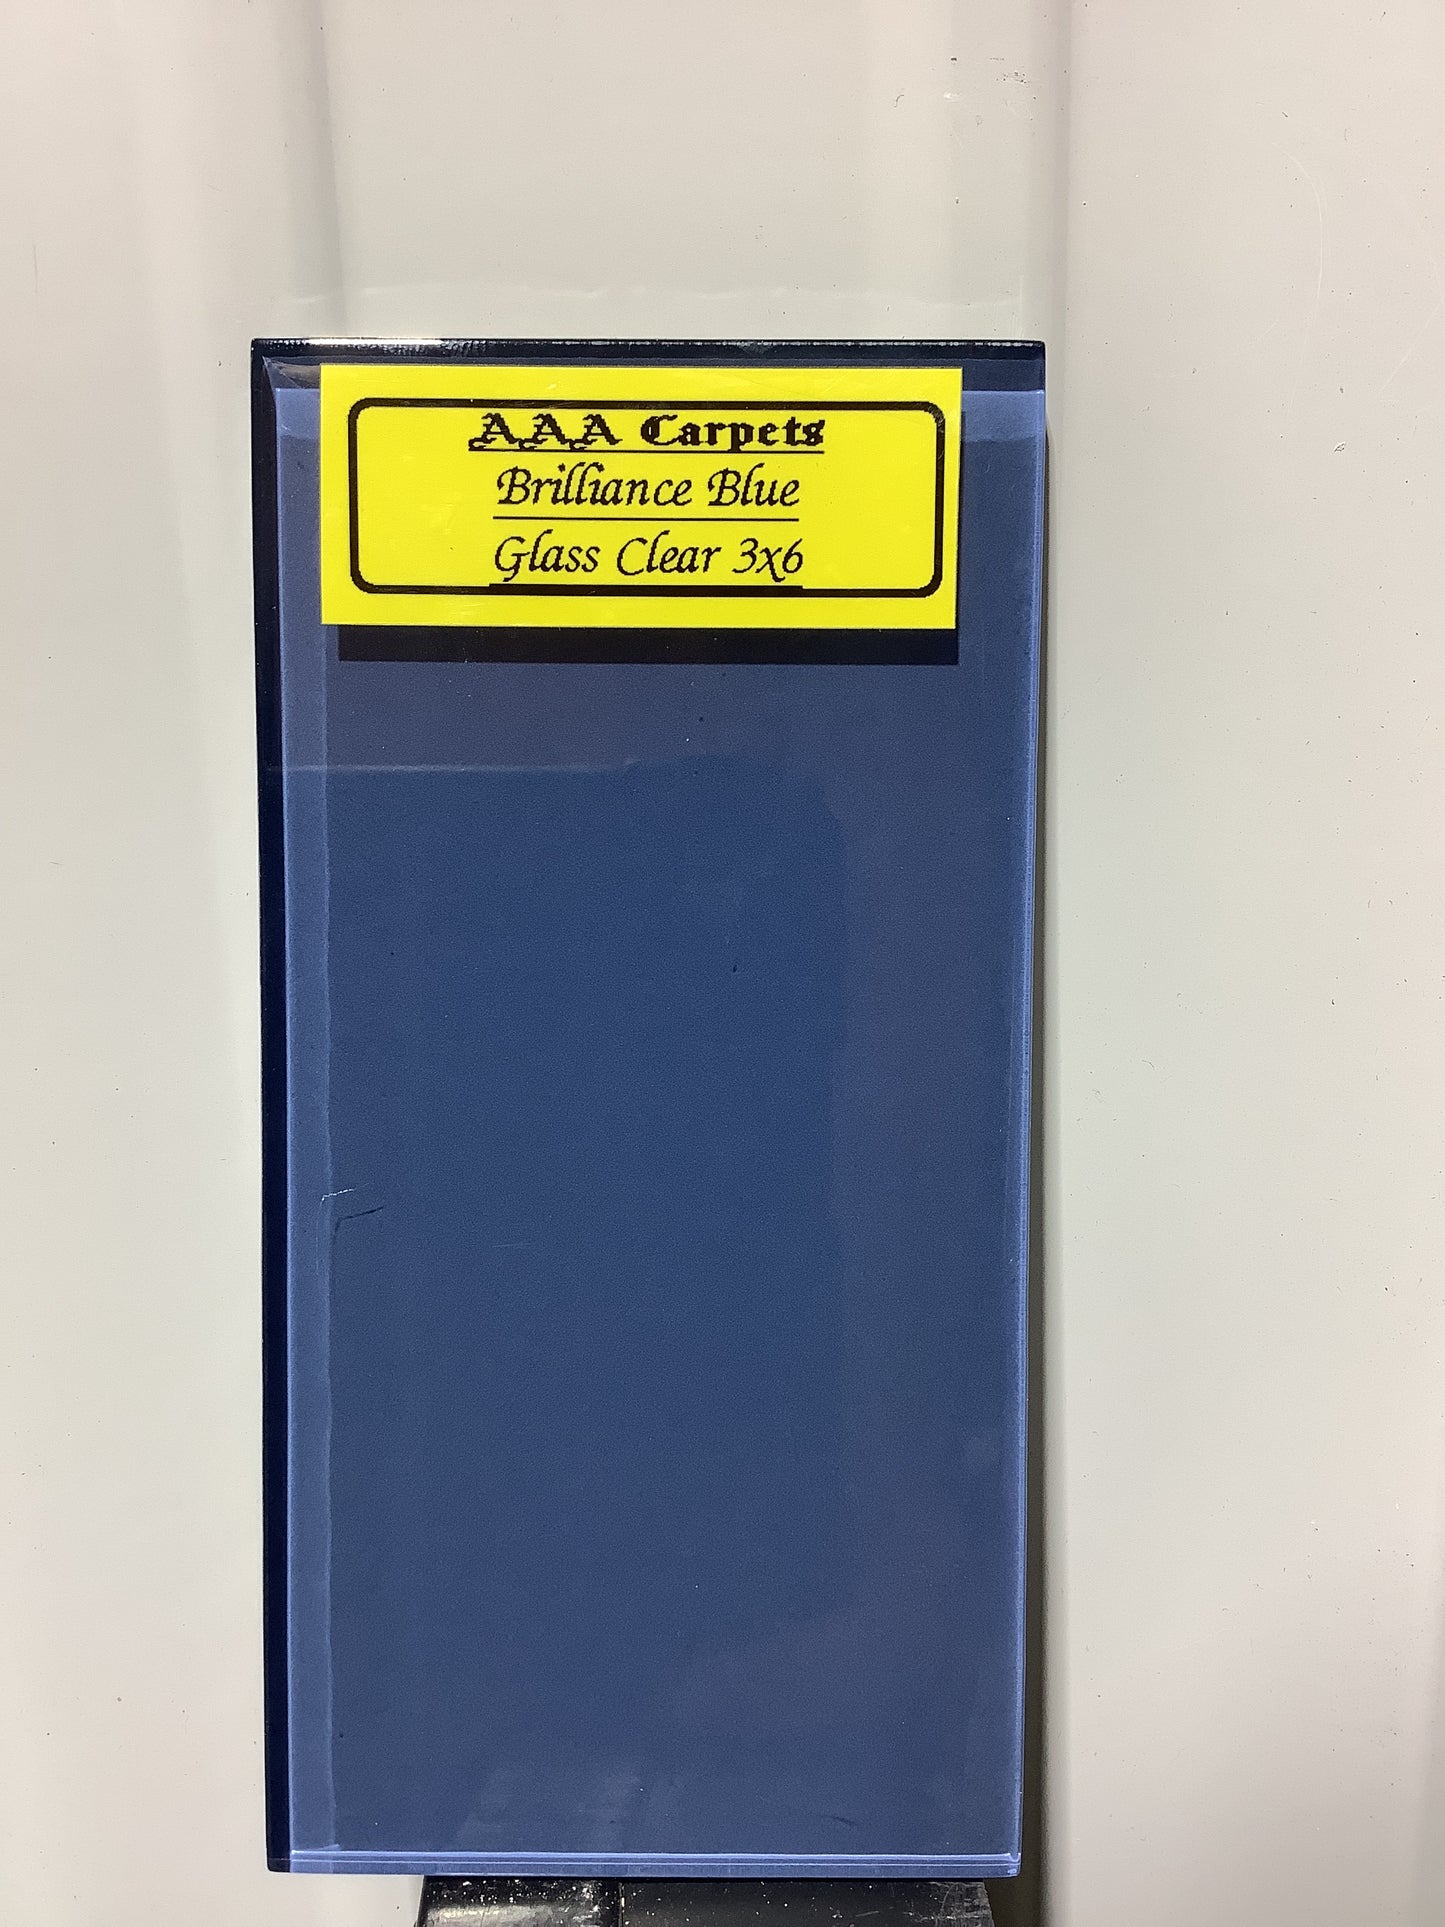 AAA Carpets
Brilliance Blue
Glass Clear 3x6